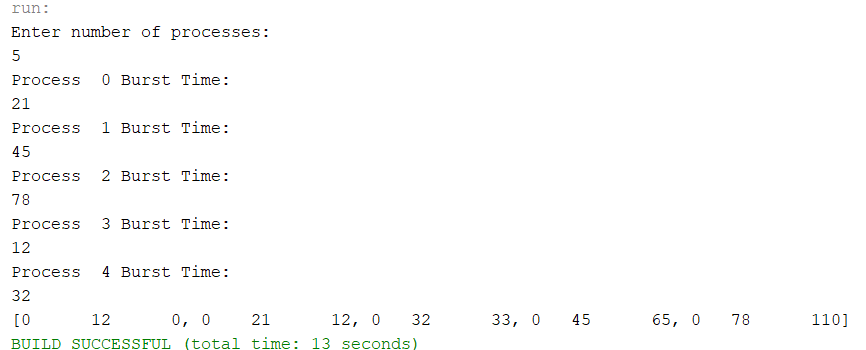 run:
Enter number of processes:
5
Process  0 Burst Time:
21
Process  1 Burst Time:
45
Process  2 Burst Time:
78
Process  3 Burst Time:
12
Process  4 Burst Time:
32
[0      12      0, 0    21      12, 0   32      33, 0   45      65, 0   78      110]
BUILD SUCCESSFUL (total time: 13 seconds)